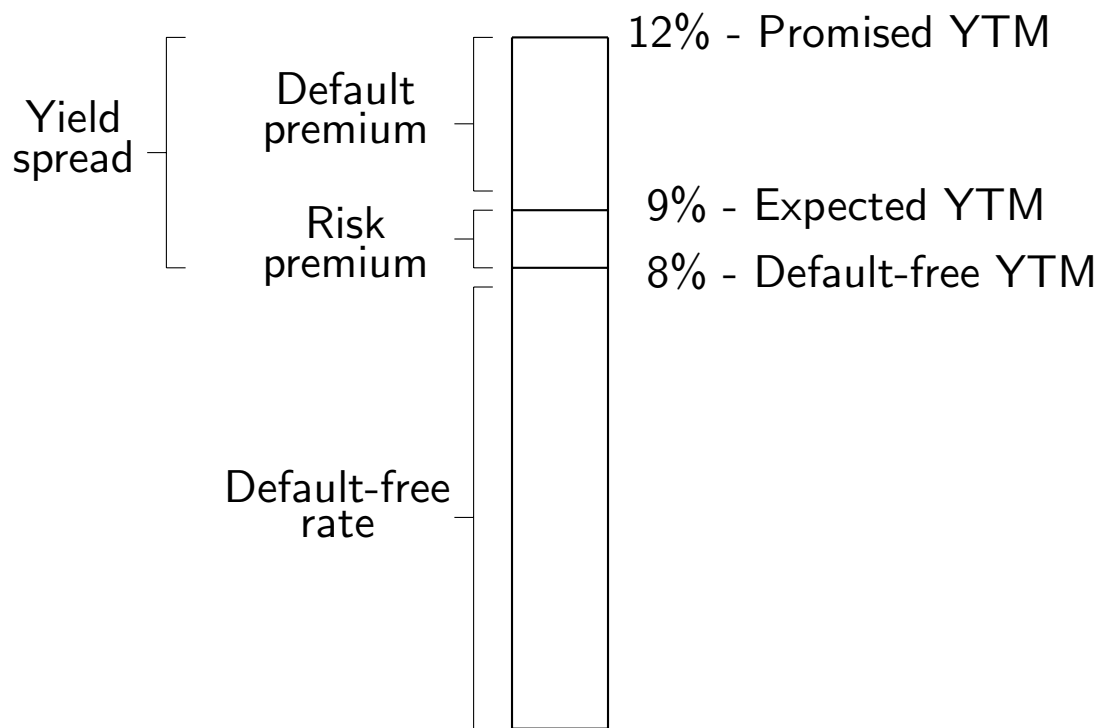 12% - Promised YTM
Default
premium
Yield
spread
9% - Expected YTM
Risk
premium
8% - Default-free YTM
Default-free
rate